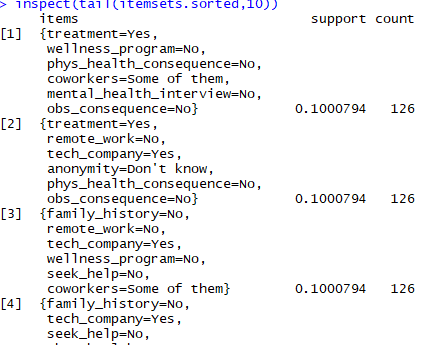 > inspect(tail(itemsets.sorted,10))
items support count
[1] {treatment=Yes,
wellness_program=No,
phys_health_consequence=No,
coworkers=Some of them,
mental_health_interview=No,
obs_consequence=No} 0.1000794 126
[2] {treatment=Yes,
remote_work=No,
tech_company=Yes,
anonymity=Don't know,
phys_health_consequence=No,
obs_consequence=No} 0.1000794 126
[3] {family_history=No,
remote_work=No,
tech_company=Yes,
wellness_program=No,
seek_help=No,
coworkers=Some of them} 0.1000794 126
[4] {family_history=No,
tech_company=Yes,
seek_help=No,